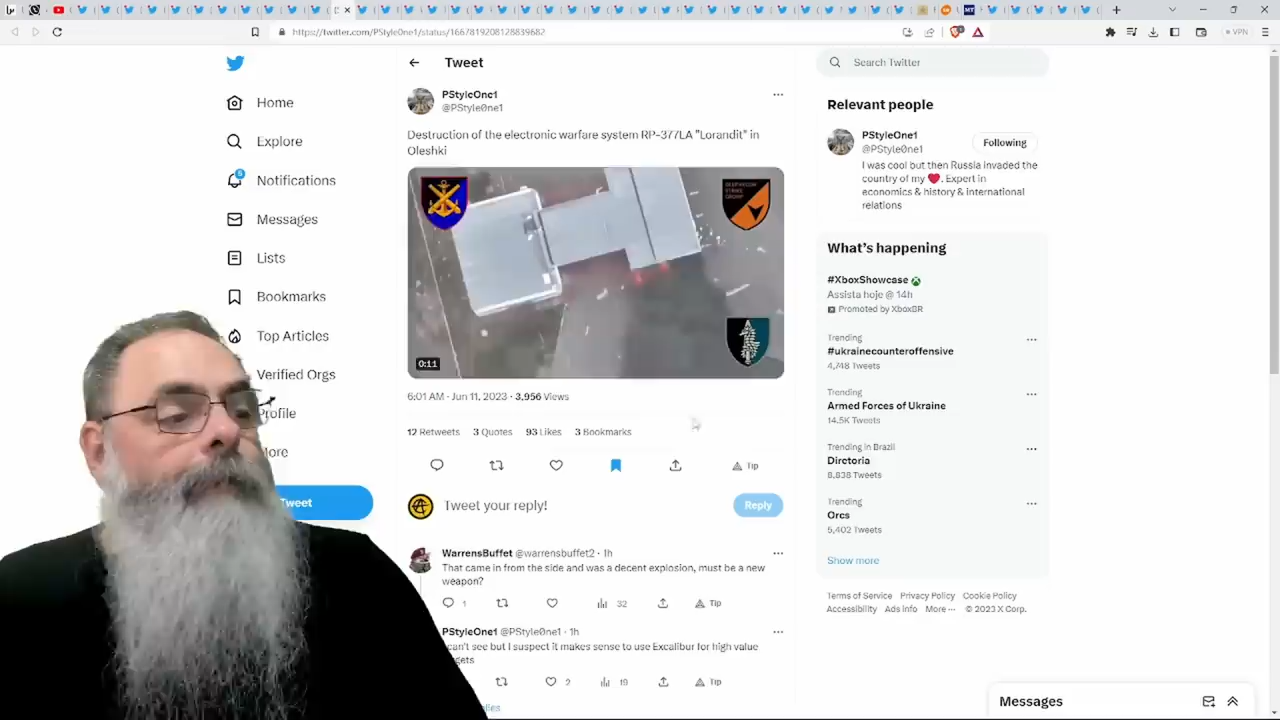 https://twitter.com/PStyle0ne1/status/1667819208128839682
VPN
Home
Explore
5
Notifications
Messages
Lists
Bookmarks
Top Articles
Verified Orgs
Profile
Tweet
Tweet
PStyleOne1
@PStyle0ne1
Destruction of the electronic warfare system RP-377LA "Lorandit" in
Oleshki
0:11
6:01 AM · Jun 11, 2023 · 3,956 Views
12 Retweets 3 Quotes 93 Likes 3 Bookmarks
Tip
Tweet your reply!
Reply
WarrensBuffet @warrensbuffet2 · 1h
That came in from the side and was a decent explosion, must be a new
weapon?
1 32 Tip
PStyleOne1 @PStyle0ne1 · 1h
can't see but I suspect it makes sense to use Excalibur for high value
2 19 Tip
Search Twitter
Relevant people
PStyleOne1
@PStyle0ne1
Following
I was cool but then Russia invaded the
country of my ❤️. Expert in
economics & history & international
relations
What's happening
#XboxShowcase
Assista hoje @ 14h
Promoted by XboxBR
Trending
#ukrainecounteroffensive
4,748 Tweets
Trending
Armed Forces of Ukraine
14.5K Tweets
Trending in Brazil
Diretoria
8,838 Tweets
Trending
Orcs
5,402 Tweets
Show more
Terms of Service Privacy Policy Cookie Policy
Accessibility Ads info More ··· © 2023 X Corp.
Messages